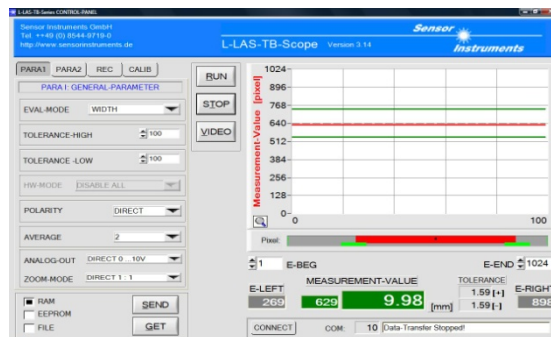 L-LAS-TB-Series CONTROL-PANEL
Sensor Instruments GmbH
Tel. ++49 (0) 8544-9719-0
http://www.sensorinstruments.de
L-LAS-TB-Scope Version 3.14
Sensor
Instruments
PARA1 PARA2 REC CALIB
PARA I: GENERAL-PARAMETER
EVAL-MODE WIDTH
TOLERANCE-HIGH 100
TOLERANCE -LOW 100
HW-MODE DISABLE ALL
POLARITY DIRECT
AVERAGE 2
ANALOG-OUT DIRECT 0 ...10V
ZOOM-MODE DIRECT 1 : 1
RAM
EEPROM
FILE
SEND
GET
RUN
STOP
VIDEO
Measurement-Value [pixel]
1024
896
768
640
512
384
256
128
0
0 100
Pixel:
1 E-BEG E-END 1024
E-LEFT MEASUREMENT-VALUE TOLERANCE E-RIGHT
269 629 9.98 [mm] 1.59 [+] 898
1.59 [-]
CONNECT COM: 10 Data-Transfer Stopped!